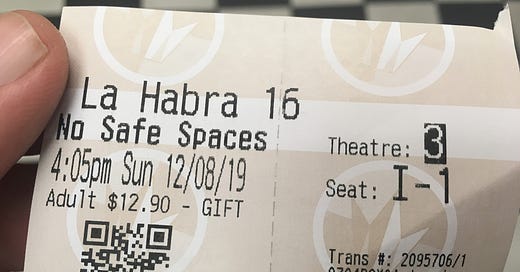 La Habra 16
No Safe Spaces
4:05pm Sun 12/08/19
Adult $12.90 - GIFT
Theatre: 3
Seat: I-1
Trans #: 2095706/1